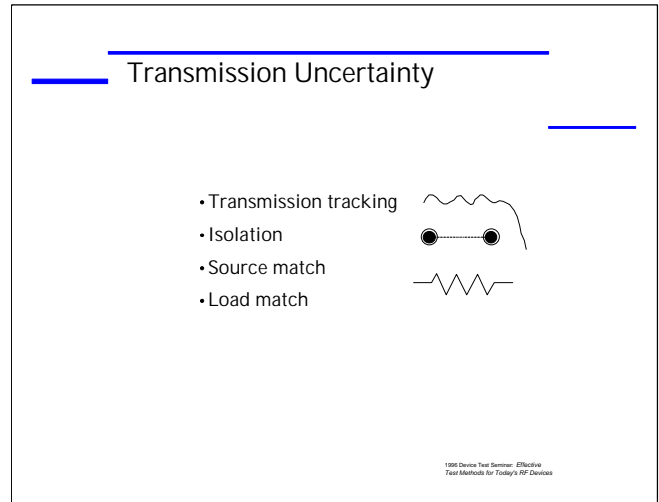 Transmission Uncertainty
• Transmission tracking
• Isolation
• Source match
• Load match
1996 Device Test Seminar: Effective
Test Methods for Today's RF Devices